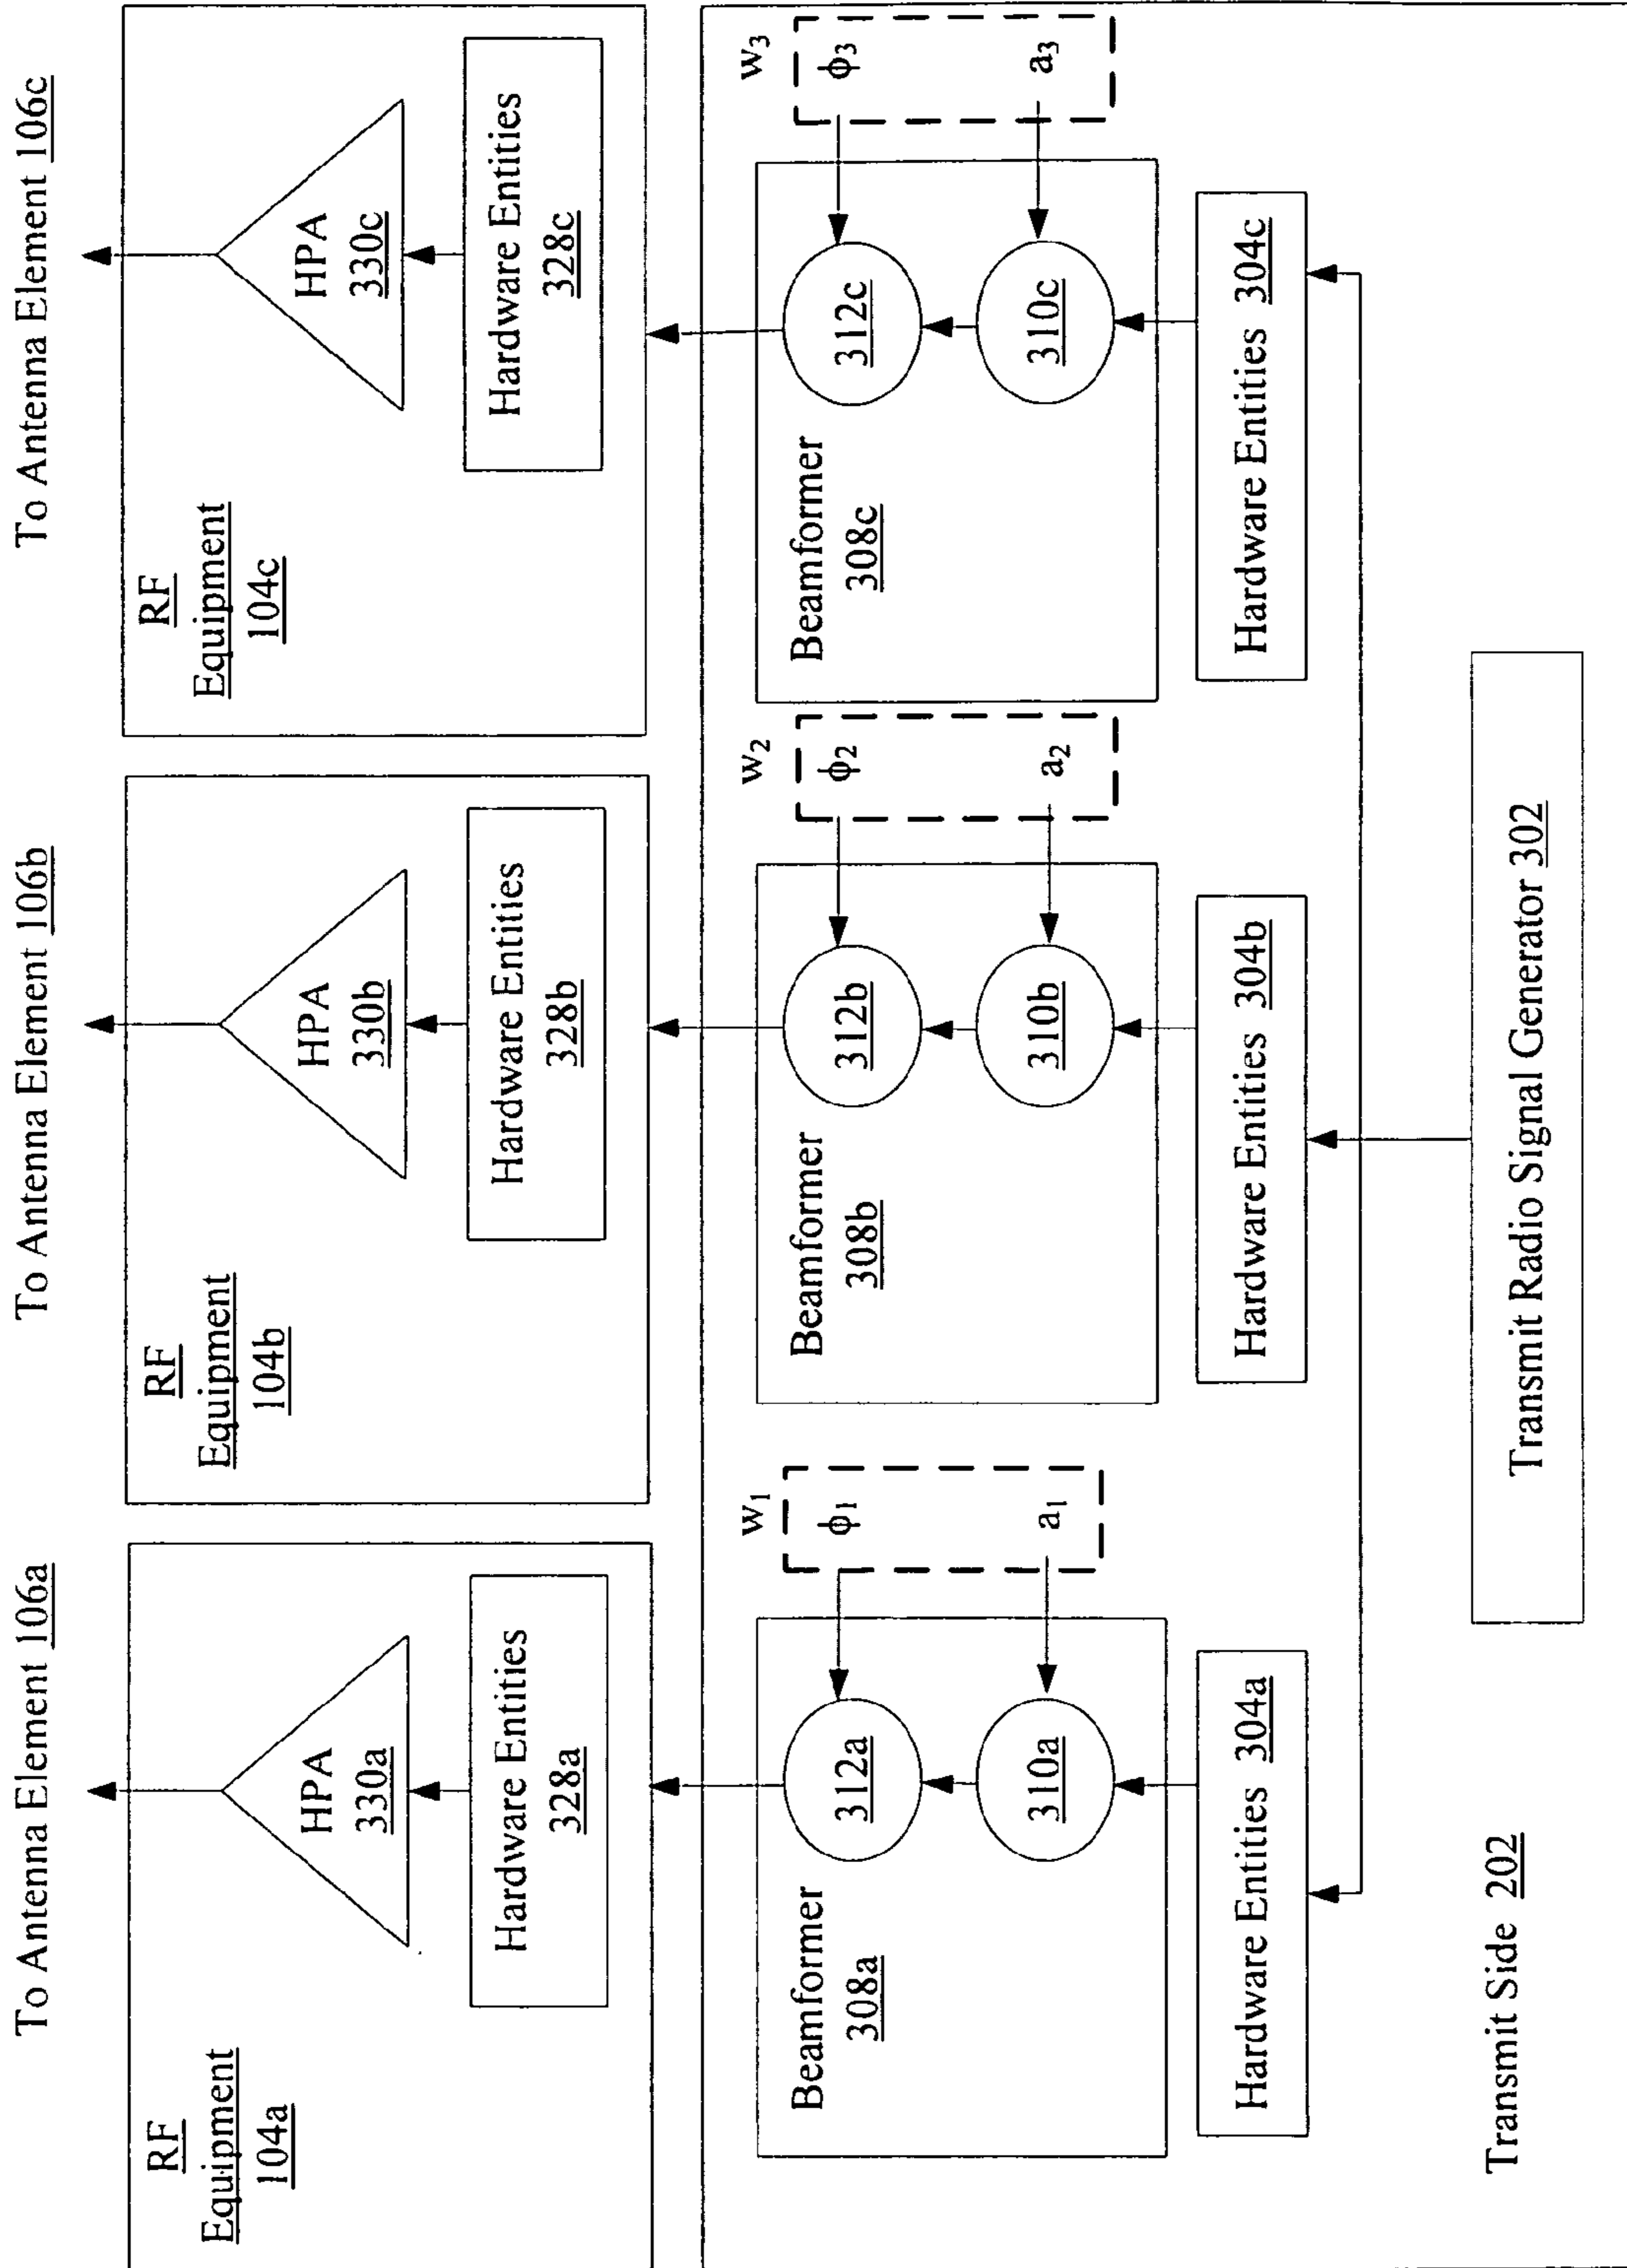 To Antenna Element 106a
To Antenna Element 106b
To Antenna Element 106c
RF
Equipment
104a
HPA
330a
Hardware Entities
328a
RF
Equipment
104b
HPA
330b
Hardware Entities
328b
RF
Equipment
104c
HPA
330c
Hardware Entities
328c
w1
ϕ1
a1
Beamformer
308a
312a
310a
w2
ϕ2
a2
Beamformer
308b
312b
310b
w3
ϕ3
a3
Beamformer
308c
312c
310c
Hardware Entities 304a
Hardware Entities 304b
Hardware Entities 304c
Transmit Side 202
Transmit Radio Signal Generator 302